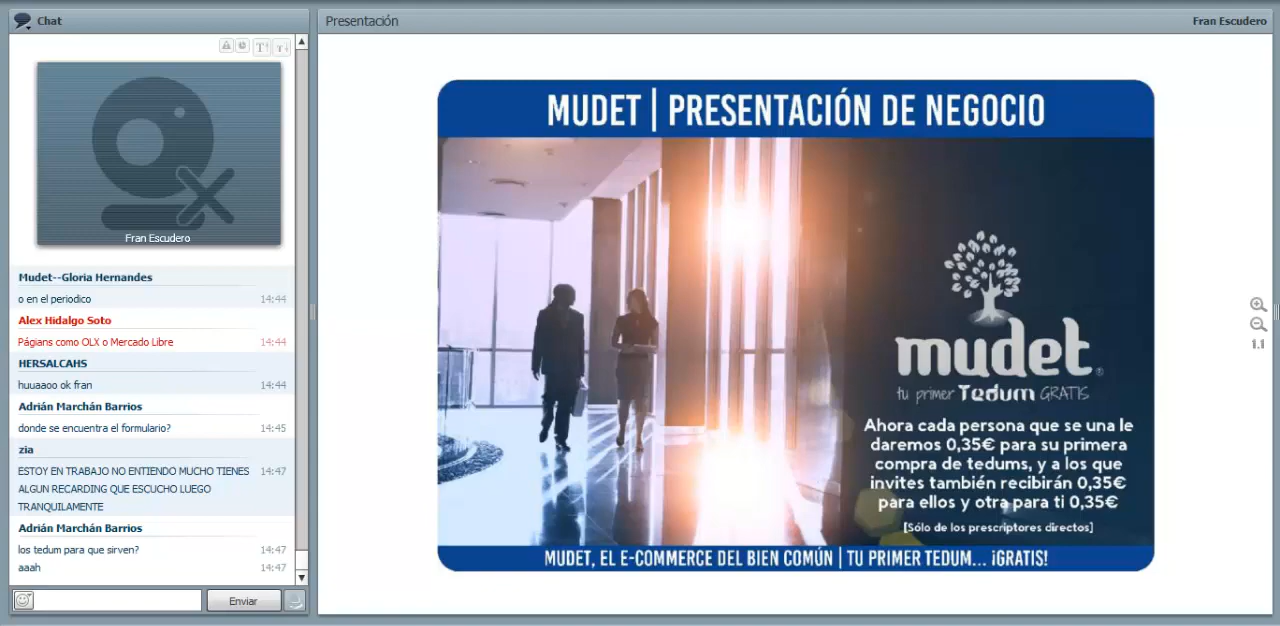 Chat
Fran Escudero
Mudet--Gloria Hernandes
o en el periodico 14:44
Alex Hidalgo Soto
Págians como OLX o Mercado Libre 14:44
HERSALCAHS
huuaaoo ok fran 14:44
Adrián Marchán Barrios
donde se encuentra el formulario? 14:45
zia
ESTOY EN TRABAJO NO ENTIENDO MUCHO TIENES 14:47
ALGUN RECARDING QUE ESCUCHO LUEGO
TRANQUILAMENTE
Adrián Marchán Barrios
los tedum para que sirven? 14:47
aaah 14:47
Enviar
Presentación
Fran Escudero
MUDET | PRESENTACIÓN DE NEGOCIO
mudet®
tu primer Tedum GRATIS
Ahora cada persona que se una le
daremos 0,35€ para su primera
compra de tedums, y a los que
invites también recibirán 0,35€
para ellos y otra para ti 0,35€
[Sólo de los prescriptores directos]
MUDET, EL E-COMMERCE DEL BIEN COMÚN | TU PRIMER TEDUM... ¡GRATIS!
1.1